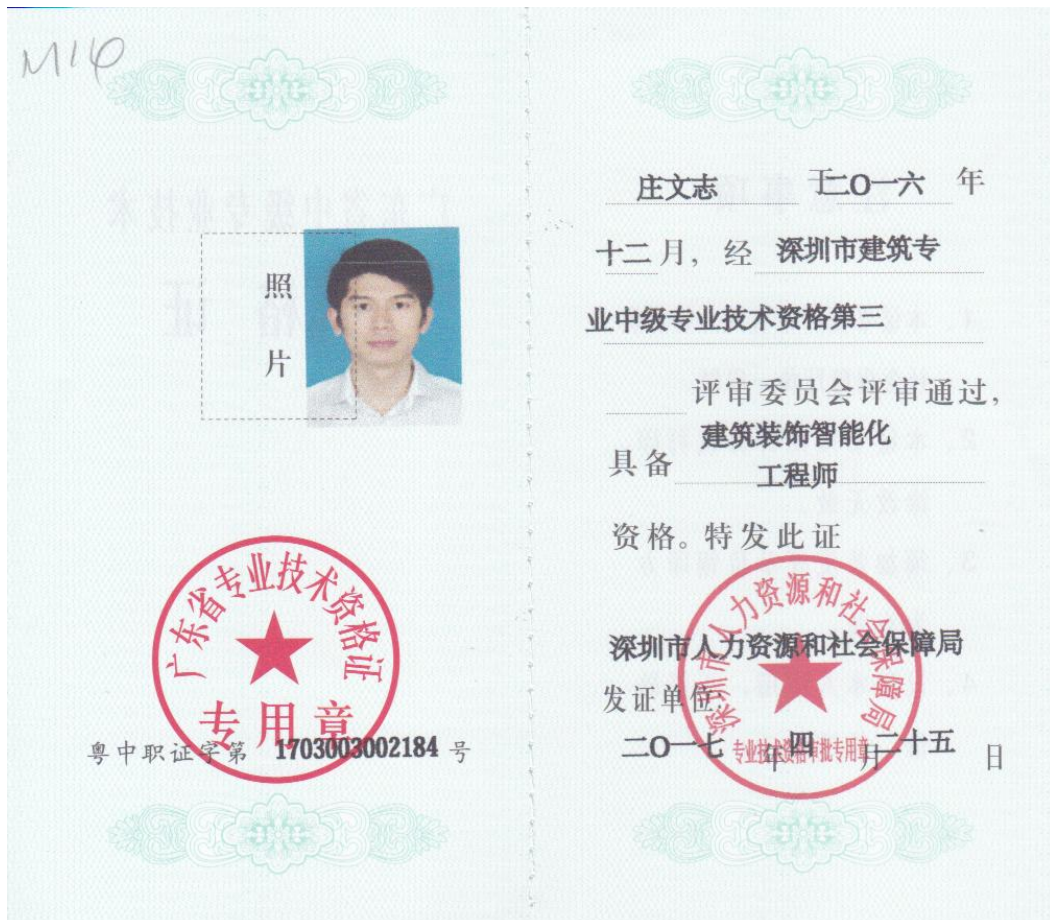 M14
照
片
广东省专业技术资格证
专用章
粤中职证字第 1703003002184 号
庄文志 于二O一六 年
十二月，经 深圳市建筑专
业中级专业技术资格第三
评审委员会评审通过，
建筑装饰智能化
具备
工程师
资格。特发此证
深圳市人力资源和社会保障局
深圳市人力资源和社会保障局
发证单位：
二O一七 年 四 月二十五 日
专业技术资格审批专用章